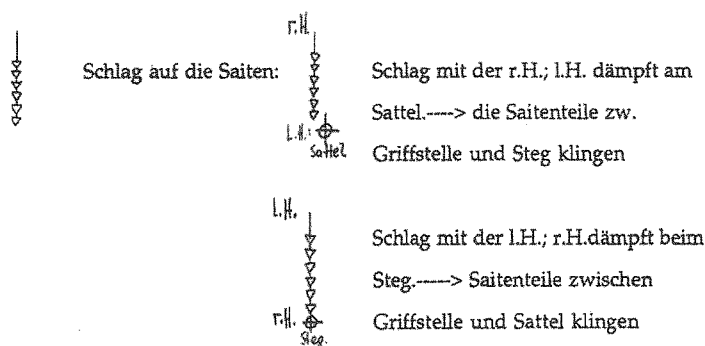 r.H.
Schlag auf die Saiten:
Schlag mit der r.H.; l.H. dämpft am
Sattel.----> die Saitenteile zw.
L.H.:
Sattel
Griffstelle und Steg klingen
l.H.
Schlag mit der l.H.; r.H.dämpft beim
Steg.-----> Saitenteile zwischen
r.H.
Griffstelle und Sattel klingen
Steg.